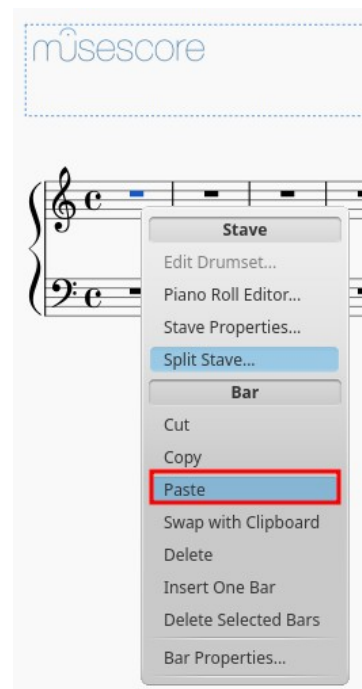 musescore
Stave
Edit Drumset...
Piano Roll Editor...
Stave Properties...
Split Stave...
Bar
Cut
Copy
Paste
Swap with Clipboard
Delete
Insert One Bar
Delete Selected Bars
Bar Properties...